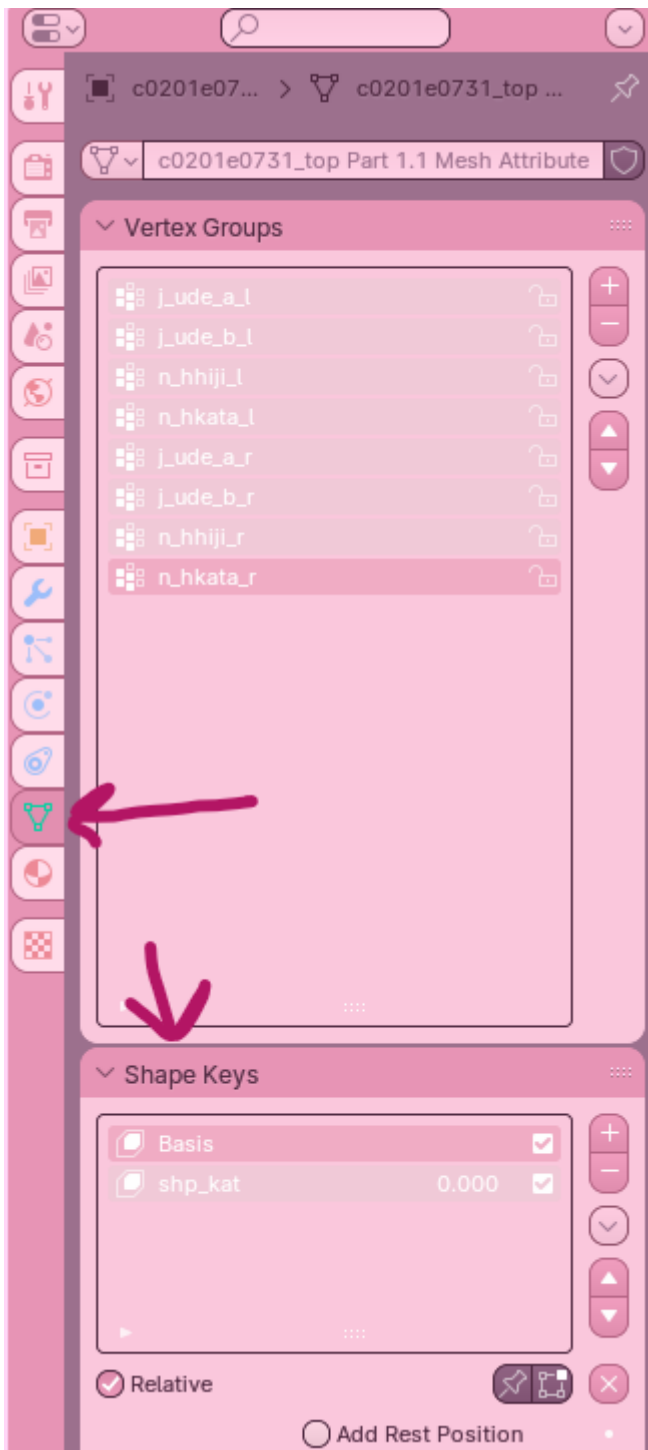 c0201e07... > c0201e0731_top ...
c0201e0731_top Part 1.1 Mesh Attribute
Vertex Groups
j_ude_a_l
j_ude_b_l
n_hhiji_l
n_hkata_l
j_ude_a_r
j_ude_b_r
n_hhiji_r
n_hkata_r
Shape Keys
Basis
shp_kat 0.000
Relative
Add Rest Position